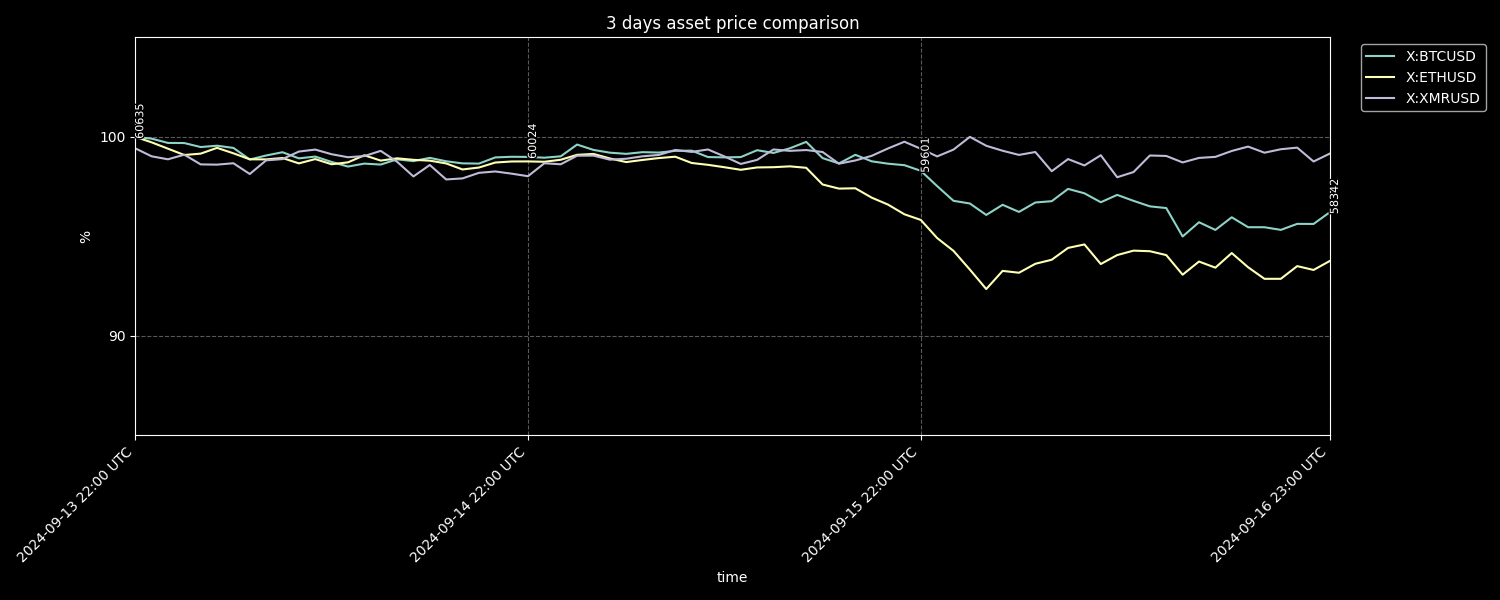 3 days asset price comparison
X:BTCUSD
X:ETHUSD
X:XMRUSD
100
90
%
60635
60024
59601
58342
2024-09-13 22:00 UTC
2024-09-14 22:00 UTC
2024-09-15 22:00 UTC
2024-09-16 23:00 UTC
time